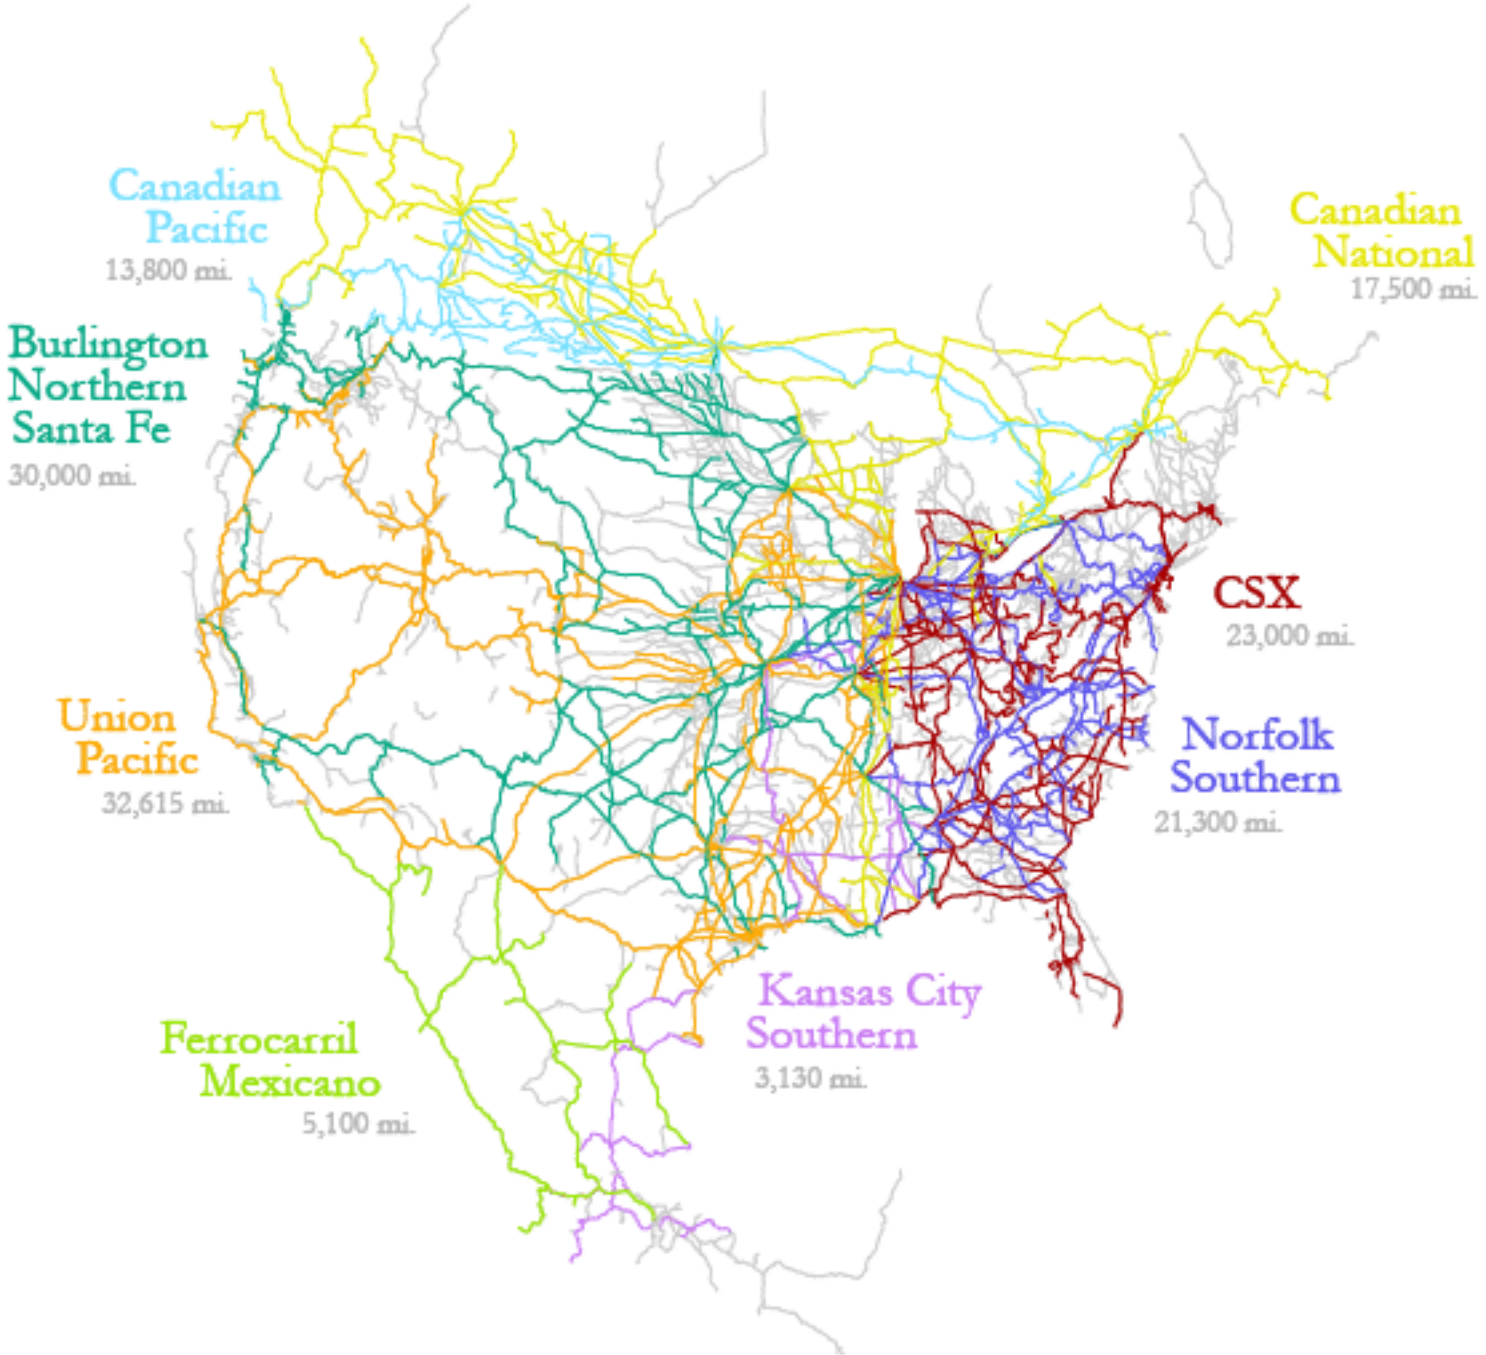 Canadian
Pacific
13,800 mi.
Canadian
National
17,500 mi.
Burlington
Northern
Santa Fe
30,000 mi.
CSX
23,000 mi.
Union
Pacific
32,615 mi.
Norfolk
Southern
21,300 mi.
Kansas City
Southern
3,130 mi.
Ferrocarril
Mexicano
5,100 mi.